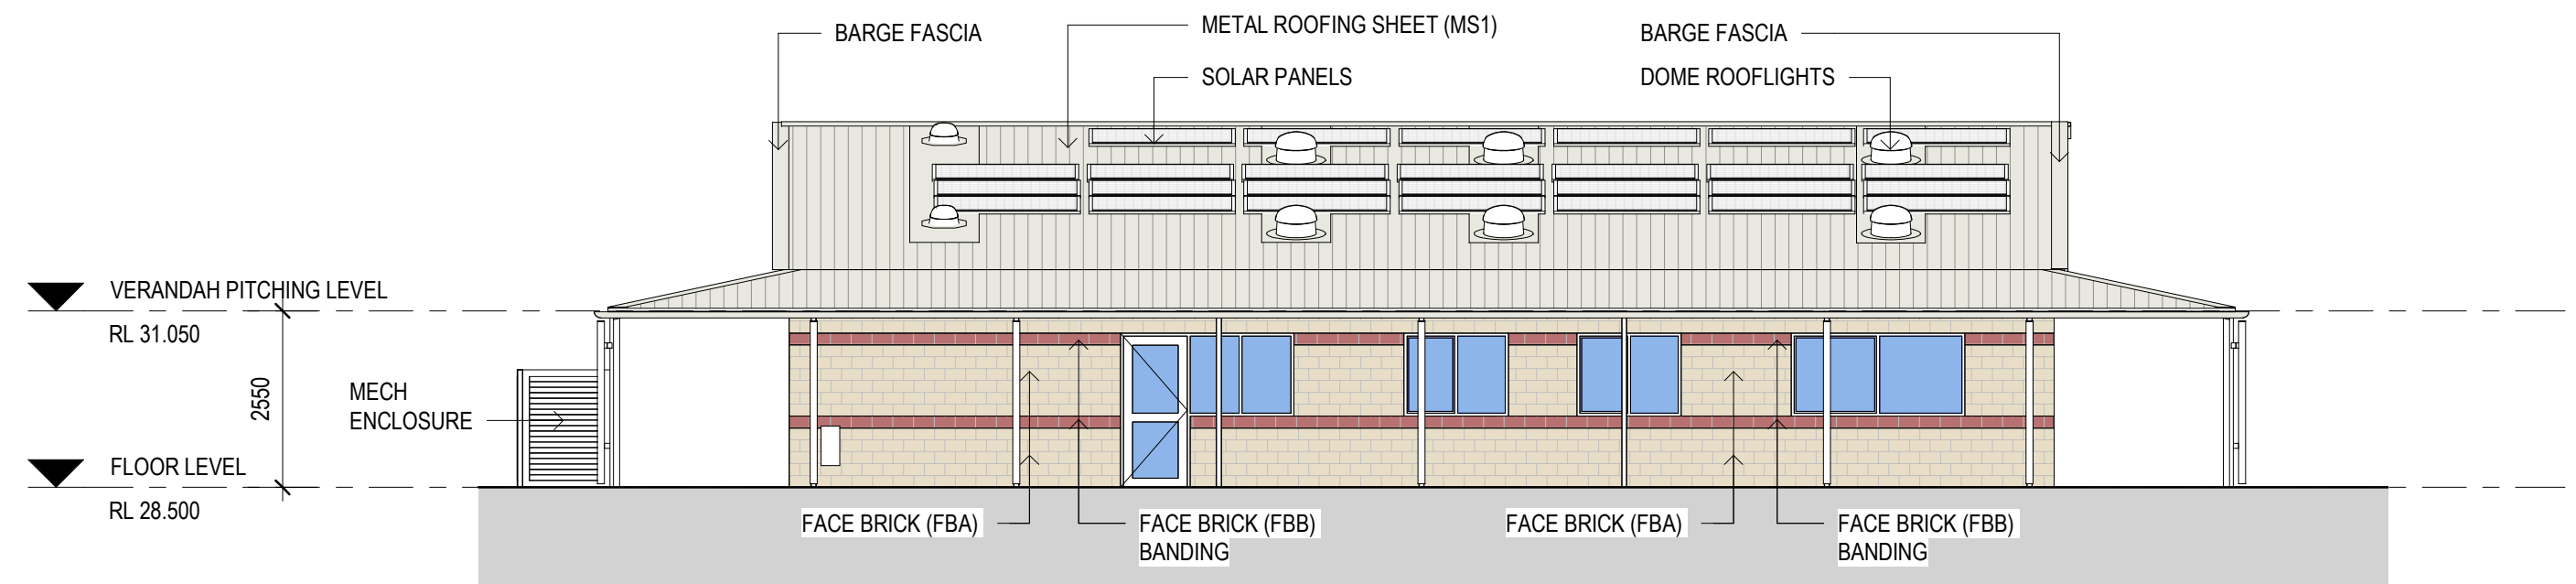 BARGE FASCIA
METAL ROOFING SHEET (MS1)
BARGE FASCIA
SOLAR PANELS
DOME ROOFLIGHTS
VERANDAH PITCHING LEVEL
RL 31.050
2550
MECH
ENCLOSURE
FLOOR LEVEL
RL 28.500
FACE BRICK (FBA)
FACE BRICK (FBB)
BANDING
FACE BRICK (FBA)
FACE BRICK (FBB)
BANDING